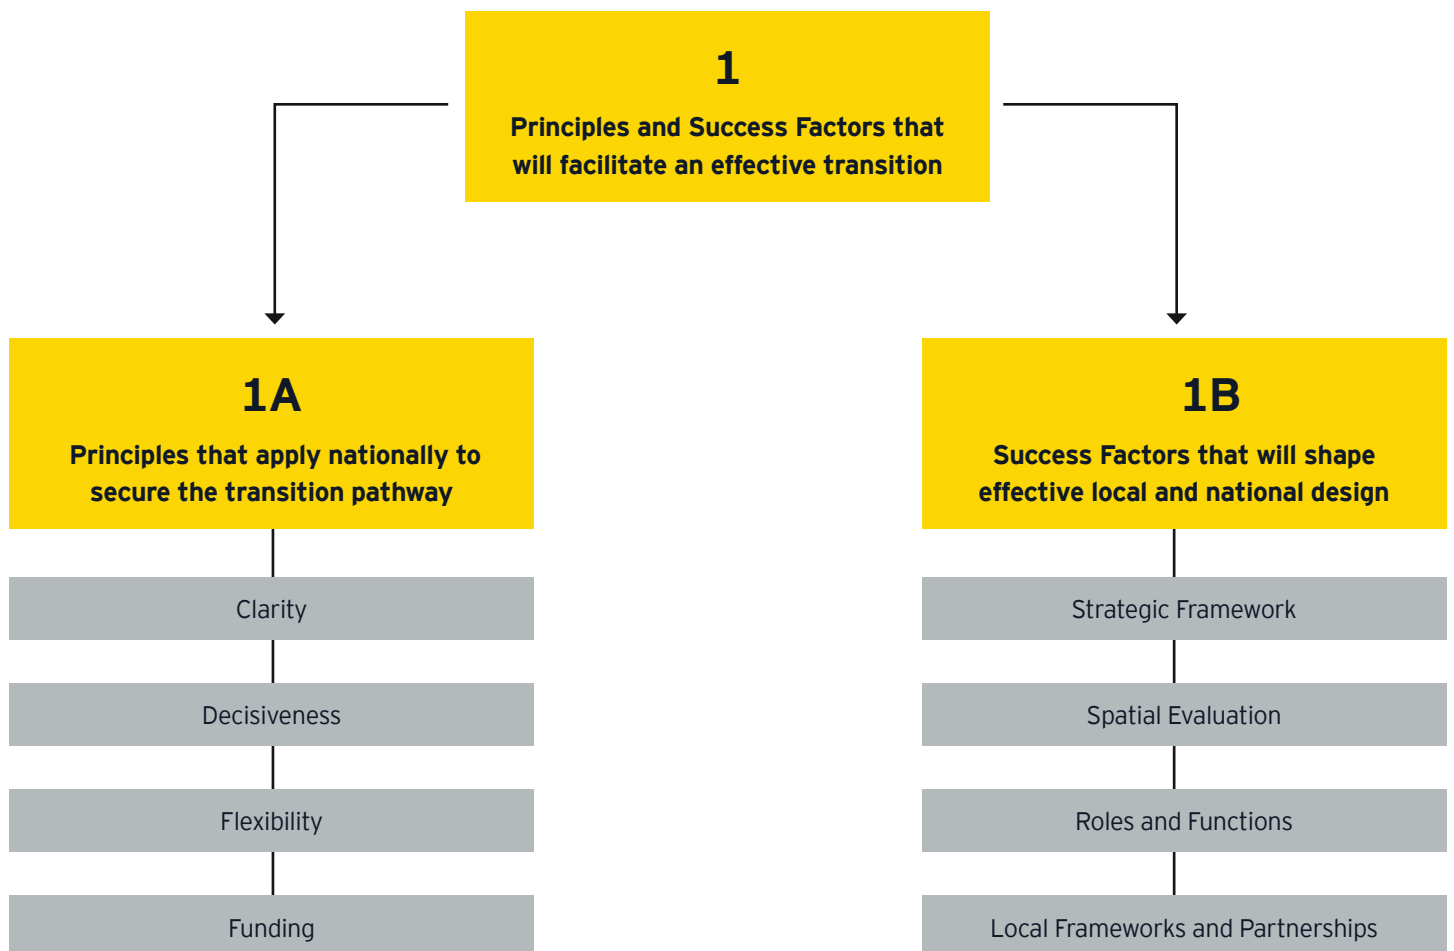 1
Principles and Success Factors that
will facilitate an effective transition
1A
Principles that apply nationally to
secure the transition pathway
Clarity
Decisiveness
Flexibility
Funding
1B
Success Factors that will shape
effective local and national design
Strategic Framework
Spatial Evaluation
Roles and Functions
Local Frameworks and Partnerships